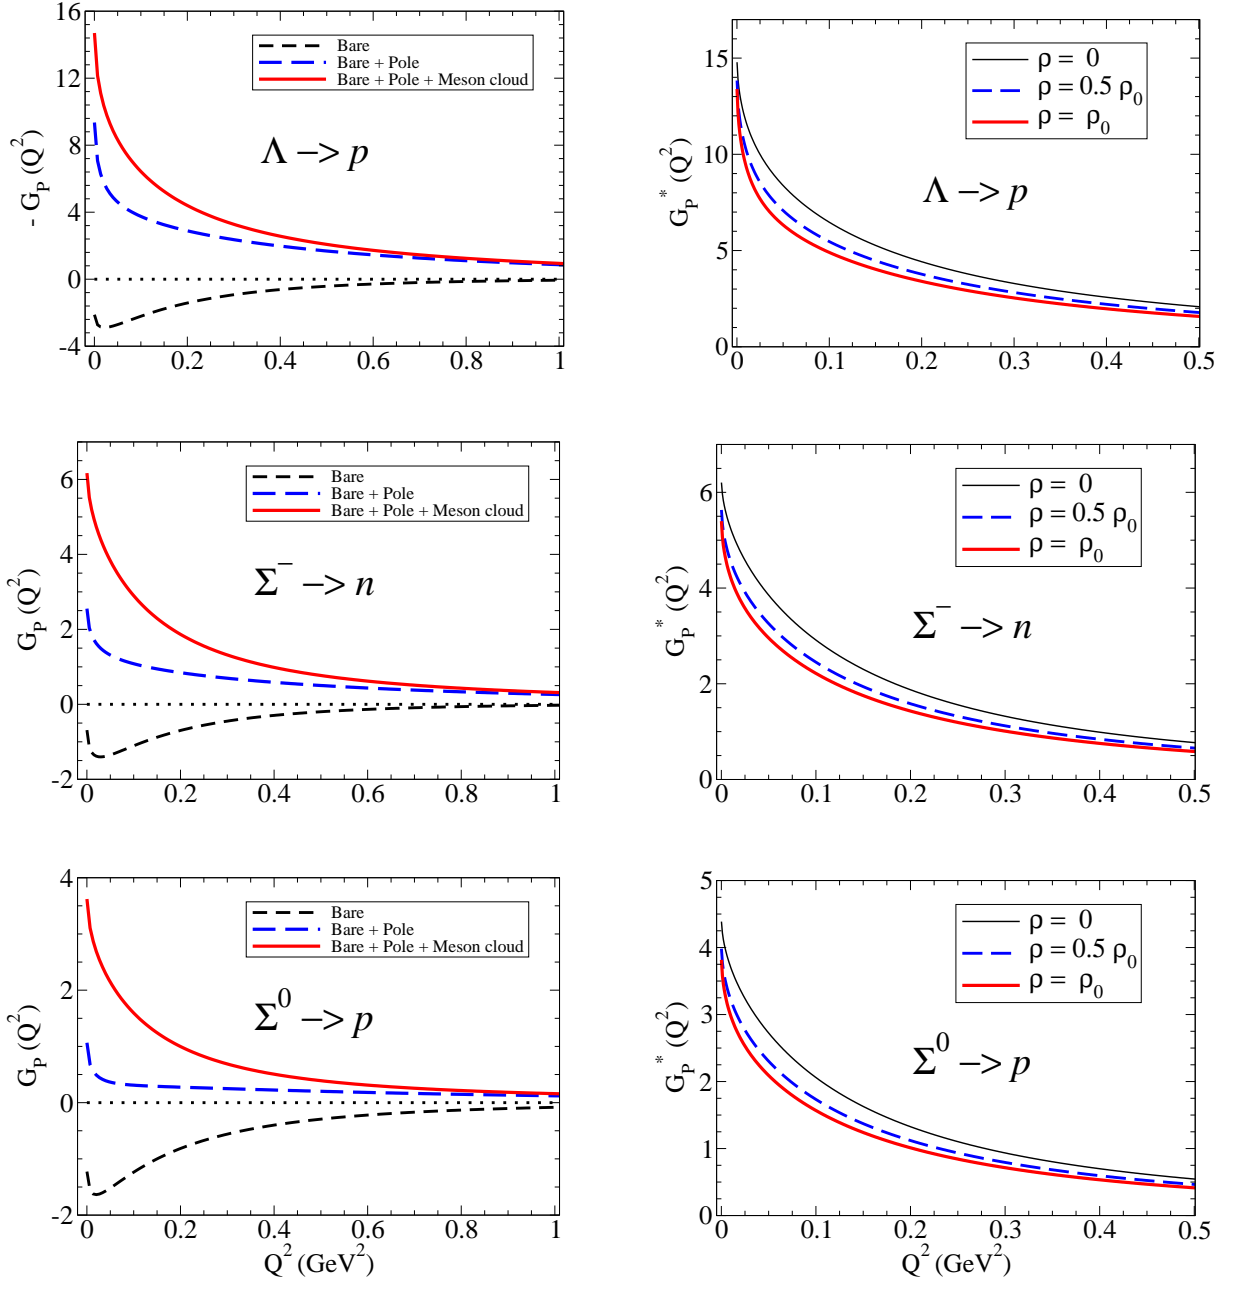 16
12
8
4
0
-4
- G_P (Q^2)
Bare
Bare + Pole
Bare + Pole + Meson cloud
Λ —> p
0 0.2 0.4 0.6 0.8 1
15
10
5
0
G_P^* (Q^2)
ρ = 0
ρ = 0.5 ρ_0
ρ = ρ_0
Λ —> p
0 0.1 0.2 0.3 0.4 0.5
6
4
2
0
-2
G_P (Q^2)
Bare
Bare + Pole
Bare + Pole + Meson cloud
Σ^- —> n
0 0.2 0.4 0.6 0.8 1
6
4
2
0
G_P^* (Q^2)
ρ = 0
ρ = 0.5 ρ_0
ρ = ρ_0
Σ^- —> n
0 0.1 0.2 0.3 0.4 0.5
4
2
0
-2
G_P (Q^2)
Bare
Bare + Pole
Bare + Pole + Meson cloud
Σ^0 —> p
0 0.2 0.4 0.6 0.8 1
Q^2 (GeV^2)
5
4
3
2
1
0
G_P^* (Q^2)
ρ = 0
ρ = 0.5 ρ_0
ρ = ρ_0
Σ^0 —> p
0 0.1 0.2 0.3 0.4 0.5
Q^2 (GeV^2)